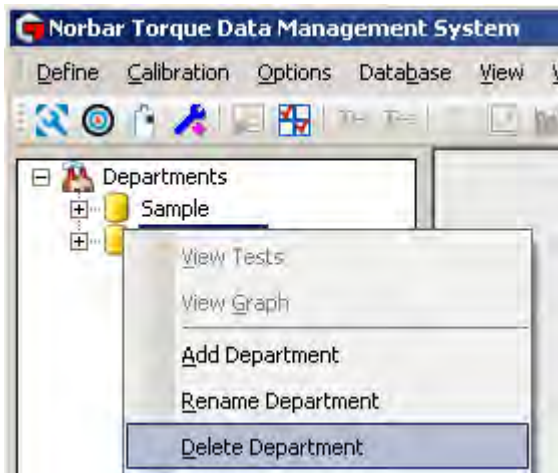 Norbar Torque Data Management System
Define Calibration Options Database View
Departments
Sample
View Tests
View Graph
Add Department
Rename Department
Delete Department